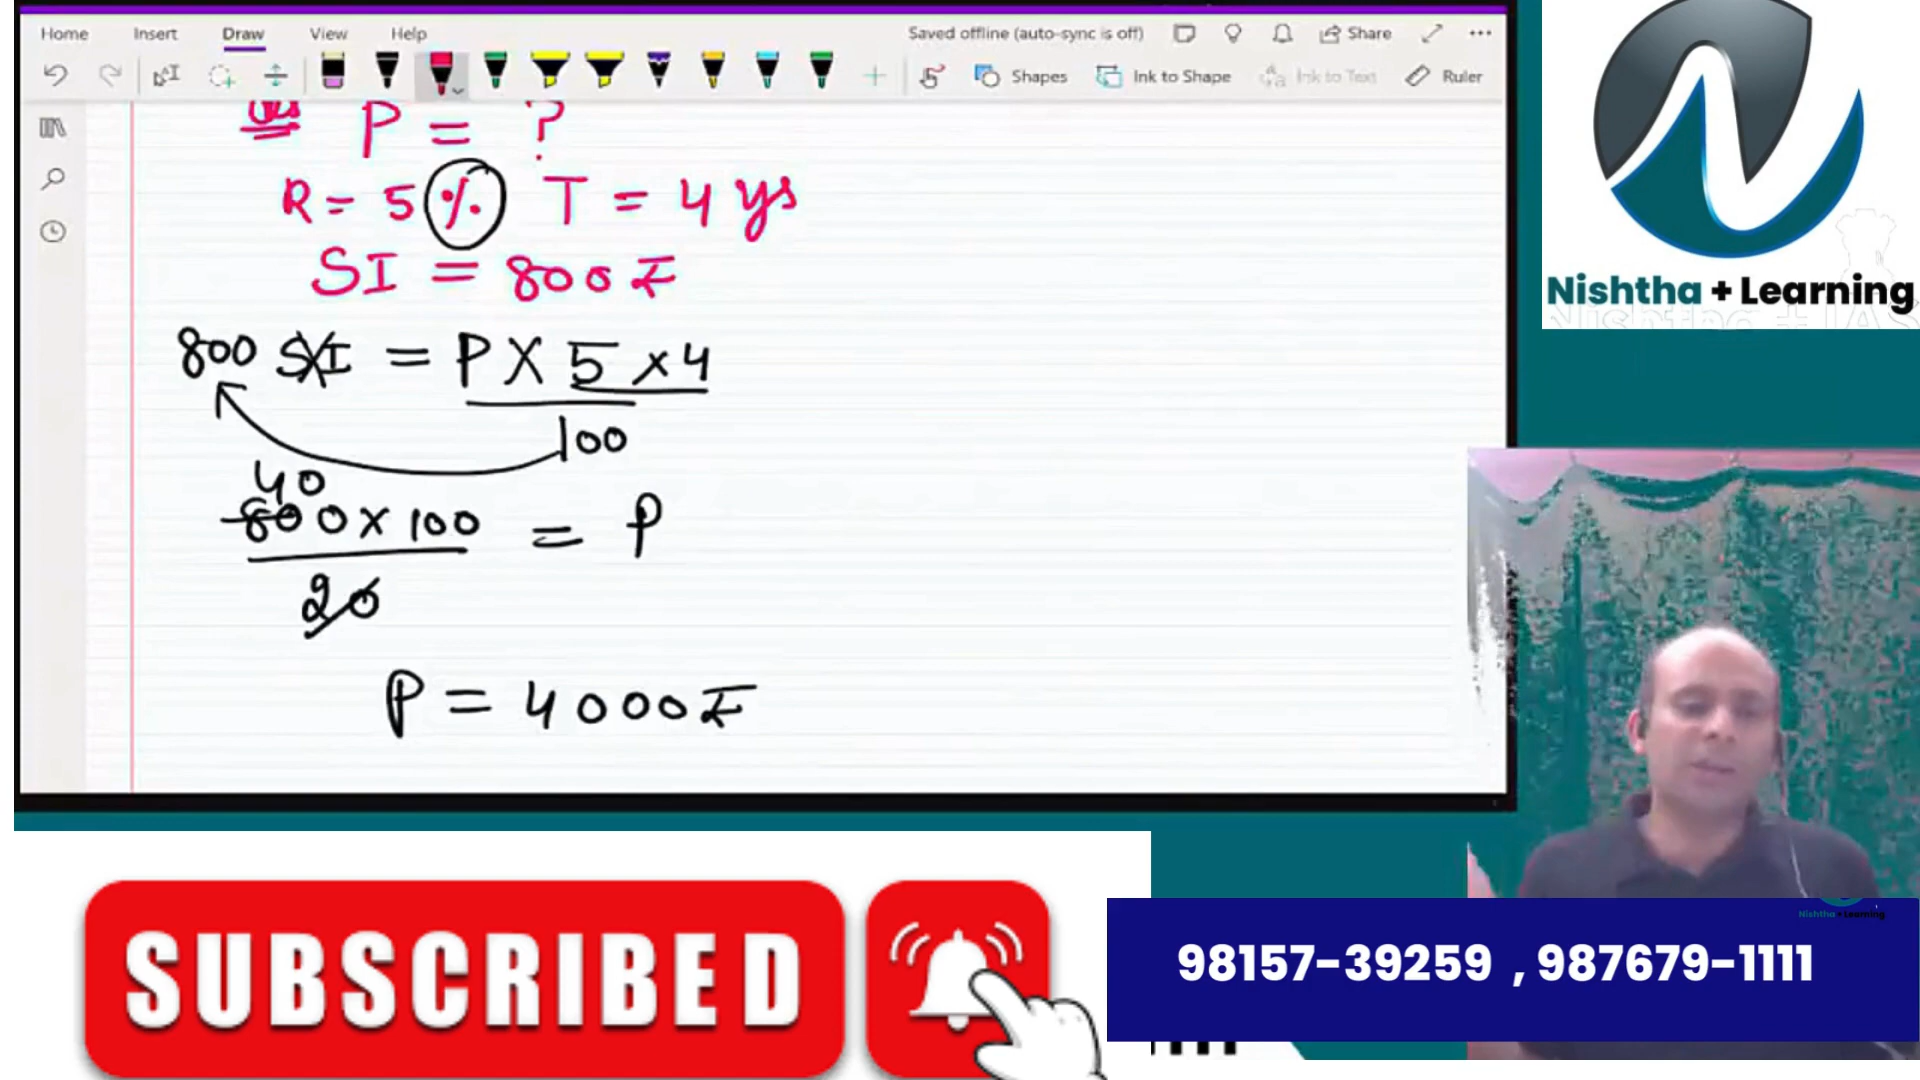 Home Insert Draw View Help Saved offline (auto-sync is off) Share
Shapes Ink to Shape Ink to Text Ruler
P = ?
R = 5 % T = 4 ys
SI = 800 ₹
800 SI = P X 5 x 4
100
40
800 x 100 = P
20
P = 4000 ₹
Nishtha + Learning
Nishtha + Learning
98157-39259 , 987679-1111
SUBSCRIBED